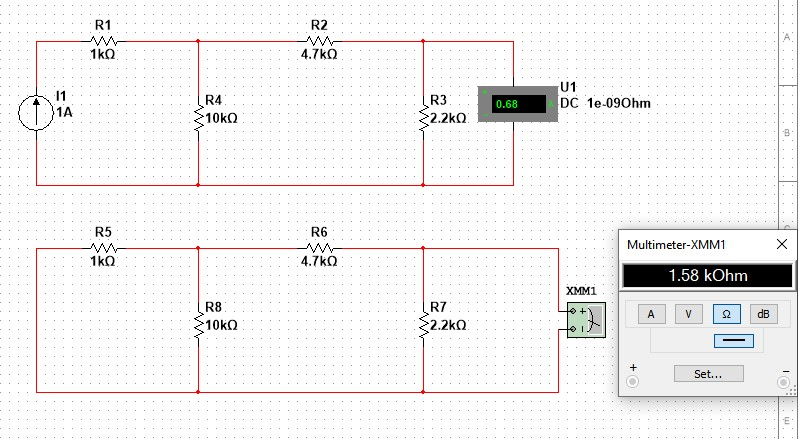 R1
1kΩ
R2
4.7kΩ
A
I1
1A
R4
10kΩ
R3
2.2kΩ
0.68
A
U1
DC 1e-09Ohm
B
R5
1kΩ
R6
4.7kΩ
R8
10kΩ
R7
2.2kΩ
XMM1
+
Multimeter-XMM1
1.58 kOhm
A
V
Ω
dB
+
Set...
−
E